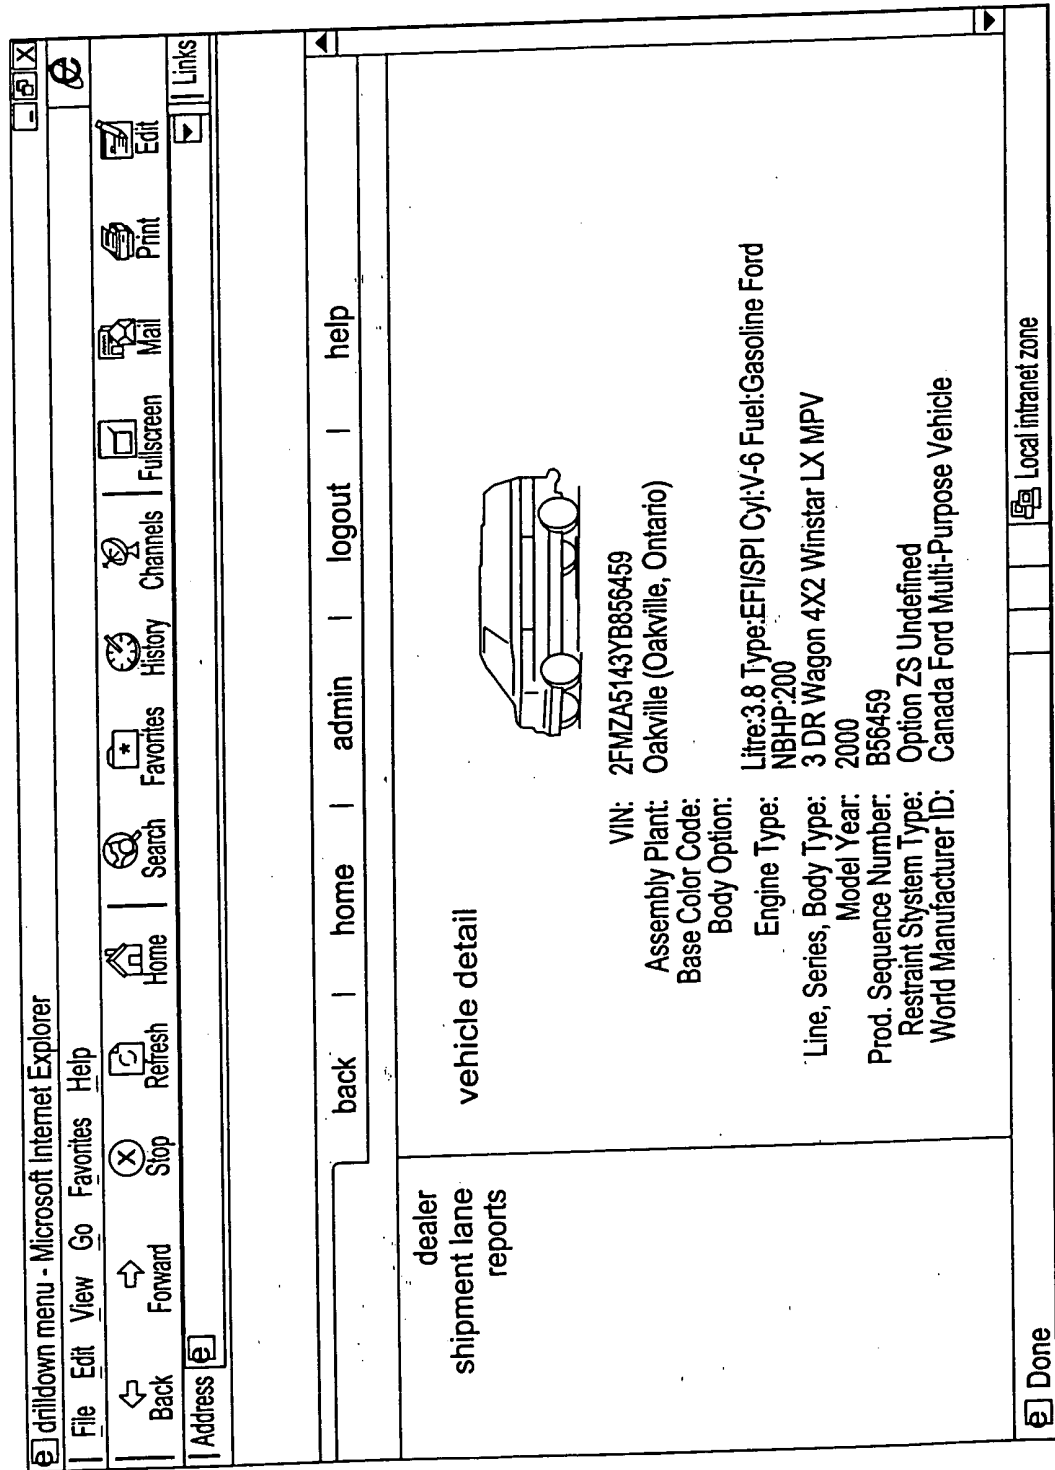 drilldown menu - Microsoft Internet Explorer
File Edit View Go Favorites Help
Back Forward Stop Refresh Home Search Favorites History Channels Fullscreen Mail Print Edit
Address Links
back | home | admin | logout | help
dealer
shipment lane
reports
vehicle detail
VIN: 2FMZA5143YB856459
Assembly Plant: Oakville (Oakville, Ontario)
Base Color Code:
Body Option:
Engine Type: Litre:3.8 Type:EFI/SPI Cyl:V-6 Fuel:Gasoline Ford
NBHP:200
Line, Series, Body Type: 3 DR Wagon 4X2 Winstar LX MPV
Model Year: 2000
Prod. Sequence Number: B56459
Restraint Stystem Type: Option ZS Undefined
World Manufacturer ID: Canada Ford Multi-Purpose Vehicle
Done Local intranet zone